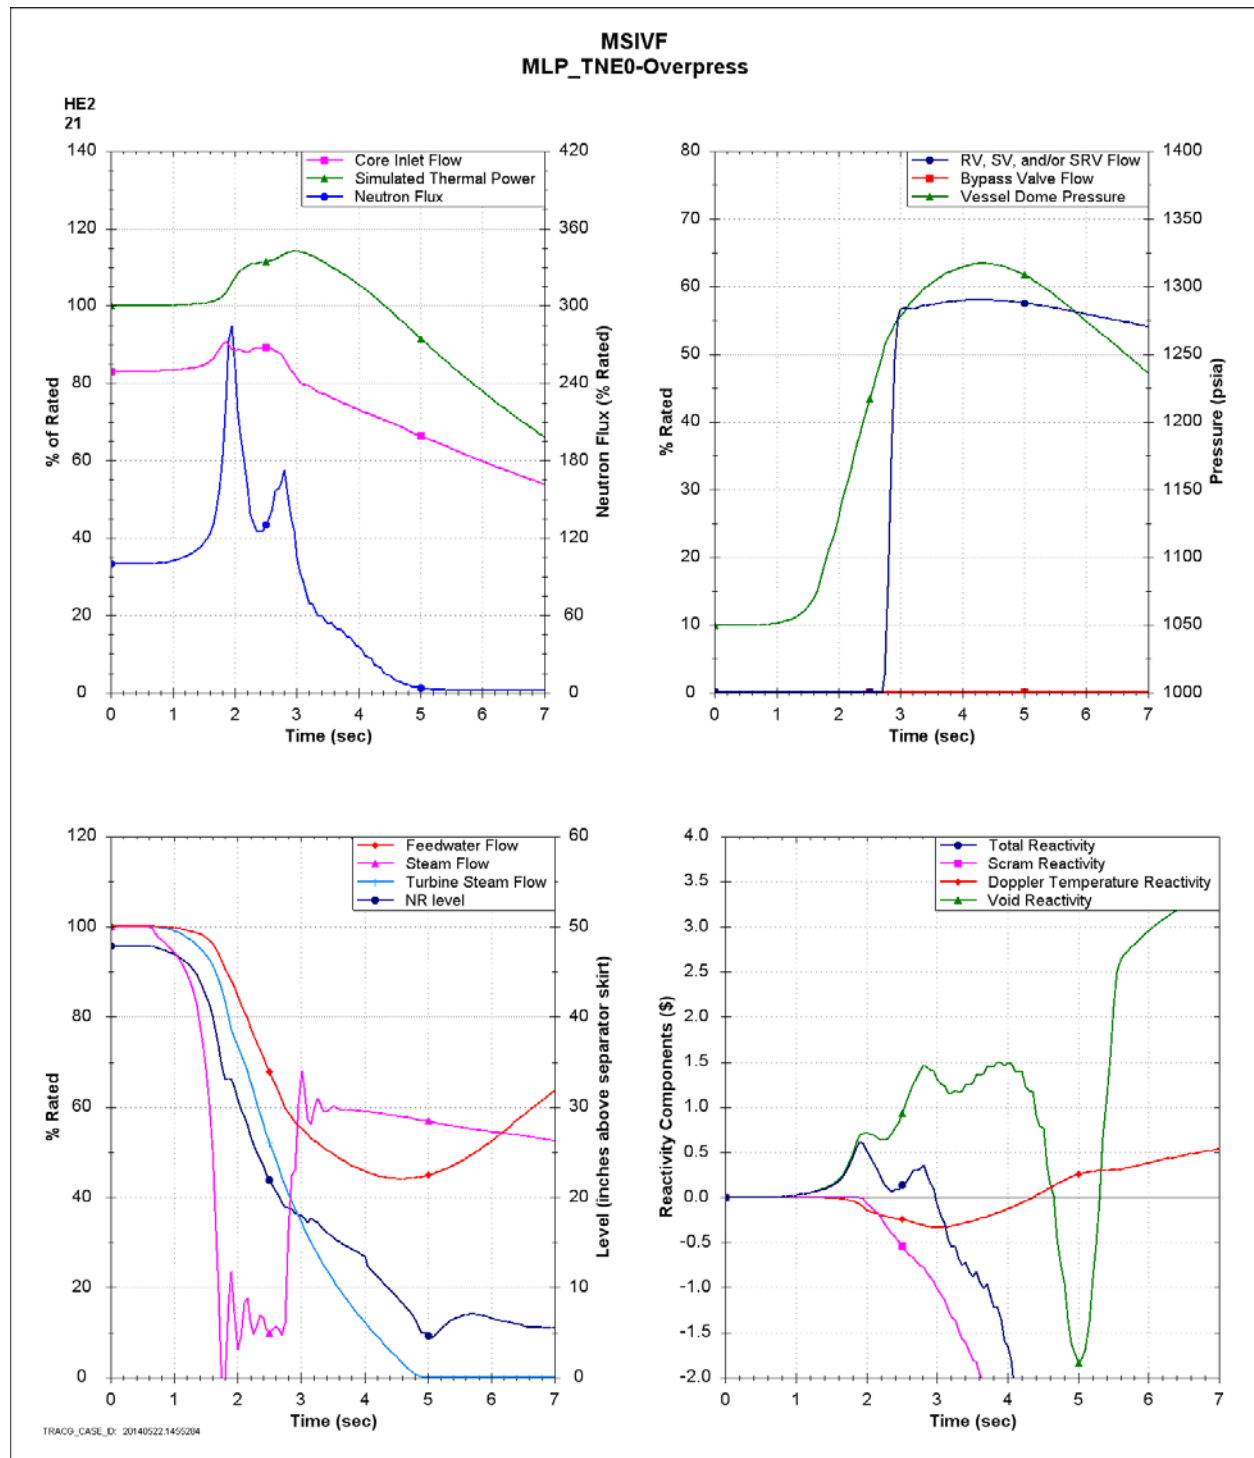 MSIVF
MLP_TNE0-Overpress
HE2
21
140
120
100
80
60
40
20
0
% of Rated
Core Inlet Flow
Simulated Thermal Power
Neutron Flux
420
360
300
240
180
120
60
0
Neutron Flux (% Rated)
0 1 2 3 4 5 6 7
Time (sec)
80
70
60
50
40
30
20
10
0
% Rated
RV, SV, and/or SRV Flow
Bypass Valve Flow
Vessel Dome Pressure
1400
1350
1300
1250
1200
1150
1100
1050
1000
Pressure (psia)
0 1 2 3 4 5 6 7
Time (sec)
120
100
80
60
40
20
0
% Rated
Feedwater Flow
Steam Flow
Turbine Steam Flow
NR level
60
50
40
30
20
10
0
Level (inches above separator skirt)
0 1 2 3 4 5 6 7
Time (sec)
4.0
3.5
3.0
2.5
2.0
1.5
1.0
0.5
0.0
-0.5
-1.0
-1.5
-2.0
Reactivity Components ($)
Total Reactivity
Scram Reactivity
Doppler Temperature Reactivity
Void Reactivity
0 1 2 3 4 5 6 7
Time (sec)
TRACG_CASE_ID: 20140522.1455284